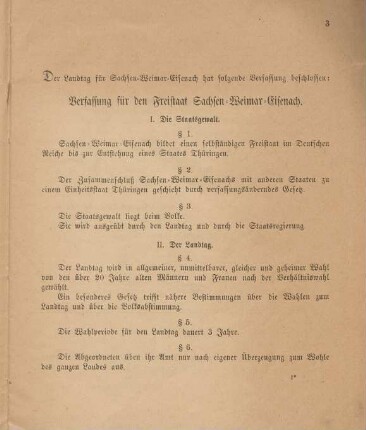 3
Der Landtag für Sachsen-Weimar-Eisenach hat folgende Verfassung beschlossen:
Verfassung für den Freistaat Sachsen-Weimar-Eisenach.
I. Die Staatsgewalt.
§ 1.
Sachsen-Weimar-Eisenach bildet einen selbständigen Freistaat im Deutschen
Reiche bis zur Entstehung eines Staates Thüringen.
§ 2.
Der Zusammenschluß Sachsen-Weimar-Eisenachs mit anderen Staaten zu
einem Einheitsstaat Thüringen geschieht durch verfassungsänderndes Gesetz.
§ 3
Die Staatsgewalt liegt beim Volke.
Sie wird ausgeübt durch den Landtag und durch die Staatsregierung.
II. Der Landtag.
§ 4.
Der Landtag wird in allgemeiner, unmittelbarer, gleicher und geheimer Wahl
von den über 20 Jahre alten Männern und Frauen nach der Verhältniswahl
gewählt.
Ein besonderes Gesetz trifft nähere Bestimmungen über die Wahlen zum
Landtag und über die Volksabstimmung.
§ 5.
Die Wahlperiode für den Landtag dauert 3 Jahre.
§ 6.
Die Abgeordneten üben ihr Amt nur nach eigener Überzeugung zum Wohle
des ganzen Landes aus.
1*